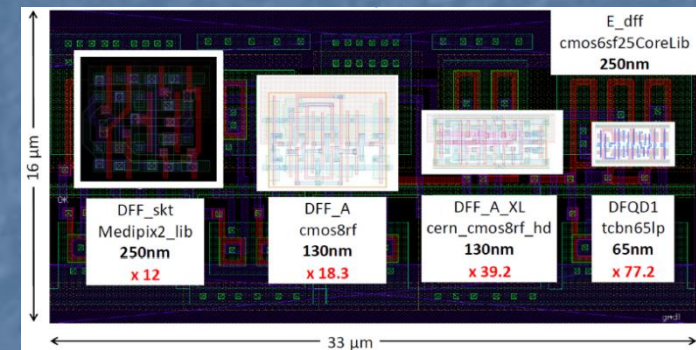 E_dff
cmos6sf25CoreLib
250nm
16 µm
DFF_skt
Medipix2_lib
250nm
x 12
DFF_A
cmos8rf
130nm
x 18.3
DFF_A_XL
cern_cmos8rf_hd
130nm
x 39.2
DFQD1
tcbn65lp
65nm
x 77.2
gnd!
33 µm